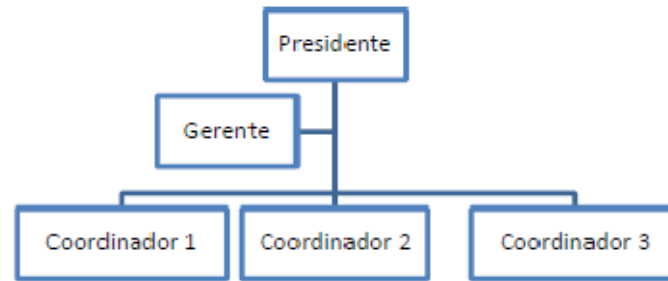 Presidente
Gerente
Coordinador 1
Coordinador 2
Coordinador 3